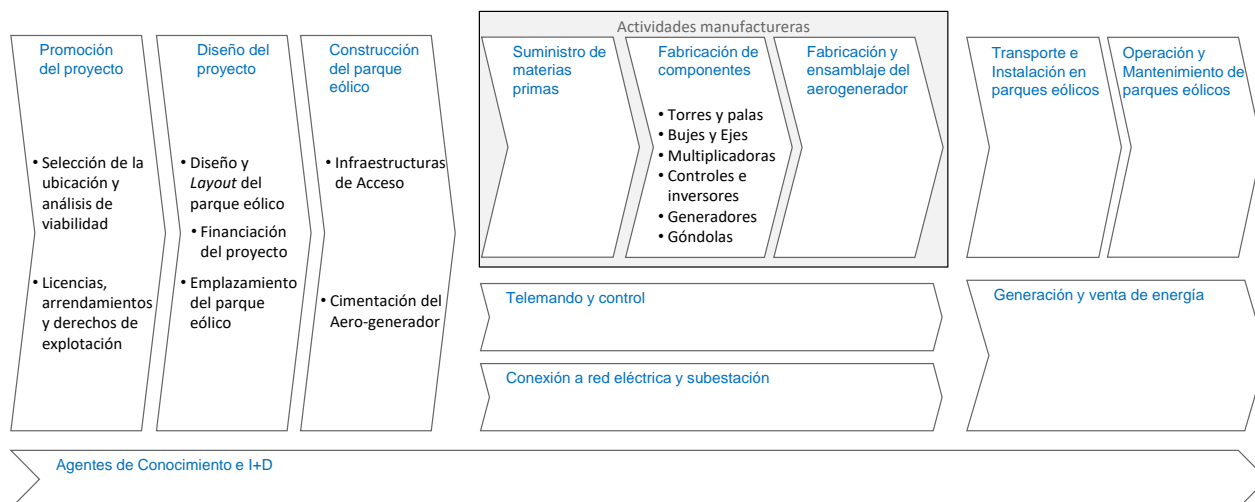 Actividades manufactureras
Promoción
del proyecto
• Selección de la
ubicación y
análisis de
viabilidad
• Licencias,
arrendamientos
y derechos de
explotación
Diseño del
proyecto
• Diseño y
Layout del
parque eólico
• Financiación
del proyecto
• Emplazamiento
del parque
eólico
Construcción
del parque
eólico
• Infraestructuras
de Acceso
• Cimentación del
Aero-generador
Suministro de
materias
primas
Fabricación de
componentes
• Torres y palas
• Bujes y Ejes
• Multiplicadoras
• Controles e
inversores
• Generadores
• Góndolas
Fabricación y
ensamblaje del
aerogenerador
Transporte e
Instalación en
parques eólicos
Operación y
Mantenimiento de
parques eólicos
Telemando y control
Generación y venta de energía
Conexión a red eléctrica y subestación
Agentes de Conocimiento e I+D